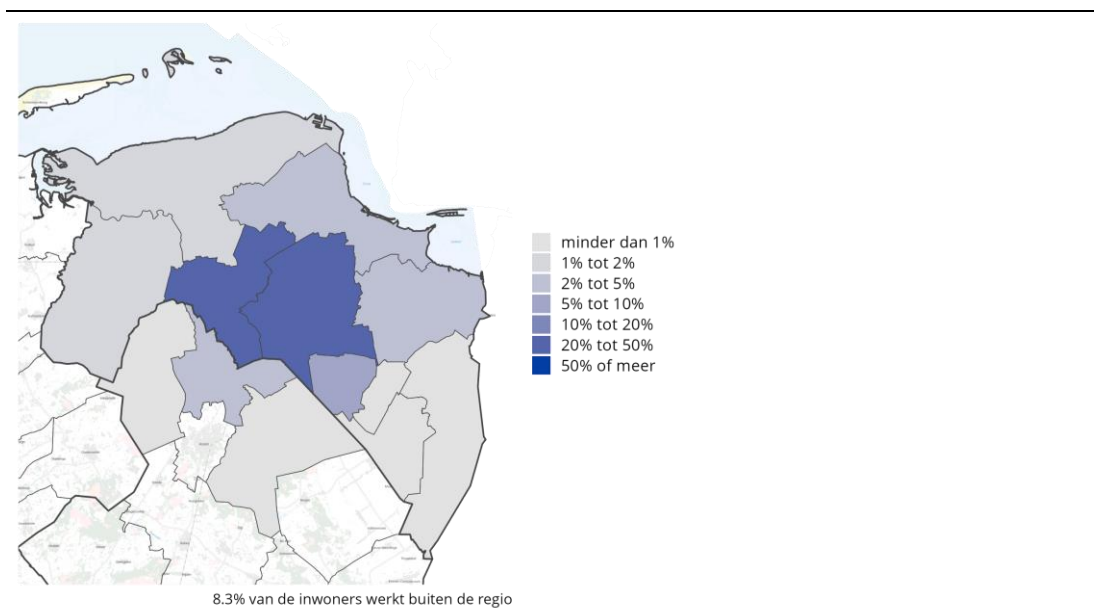 minder dan 1%
1% tot 2%
2% tot 5%
5% tot 10%
10% tot 20%
20% tot 50%
50% of meer
8.3% van de inwoners werkt buiten de regio